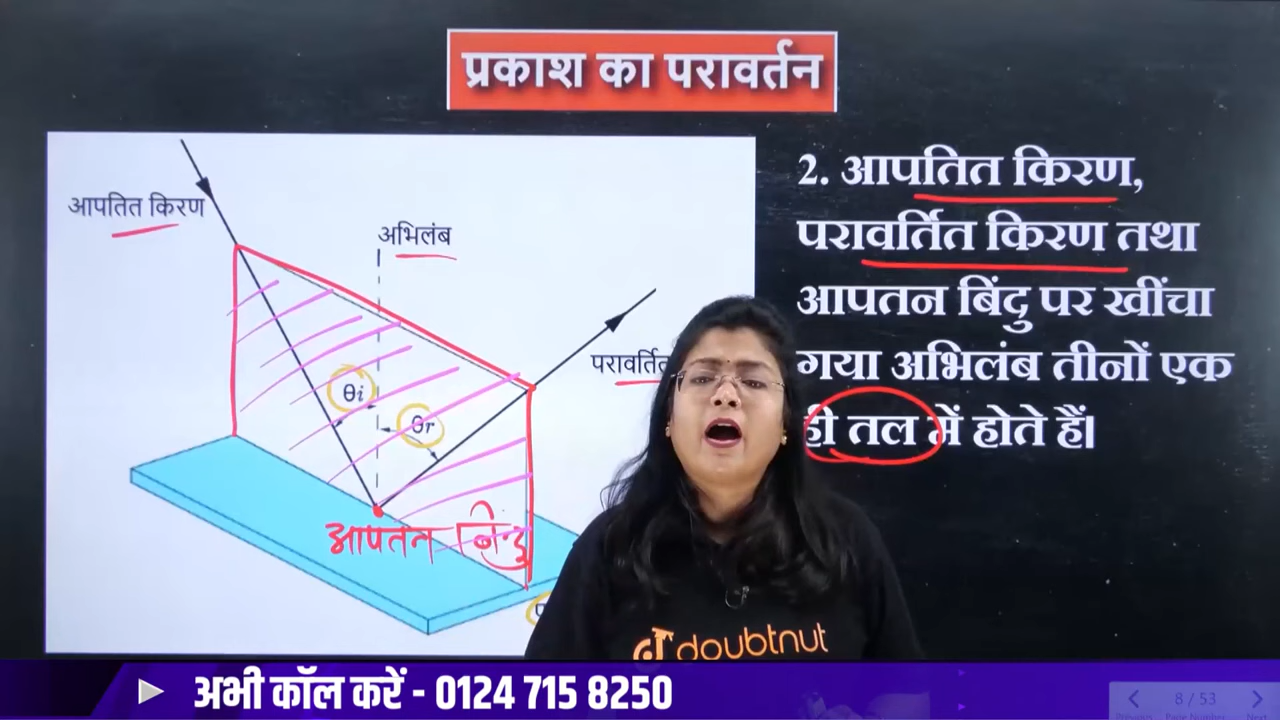 प्रकाश का परावर्तन
आपतित किरण
अभिलंब
परावर्तित
θi
θr
आपतन बिन्दु
2. आपतित किरण,
परावर्तित किरण तथा
आपतन बिंदु पर खींचा
गया अभिलंब तीनों एक
ही तल में होते हैं।
doubtnut
अभी कॉल करें - 0124 715 8250
8 / 53